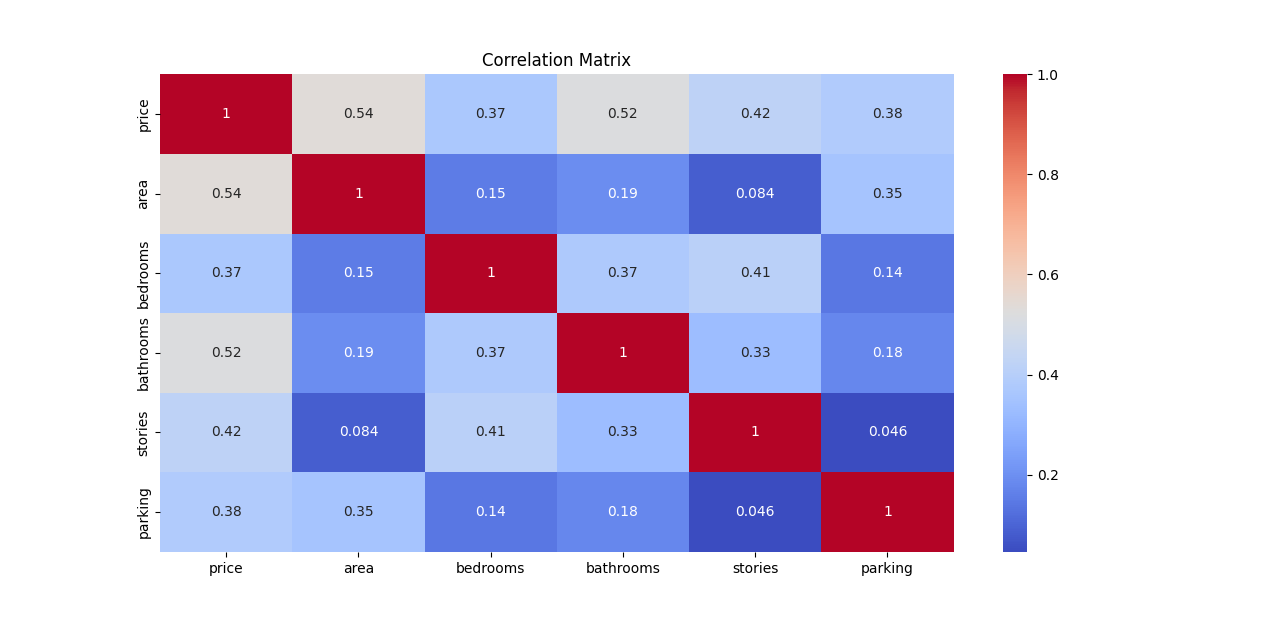 Correlation Matrix
price 1 0.54 0.37 0.52 0.42 0.38
area 0.54 1 0.15 0.19 0.084 0.35
bedrooms 0.37 0.15 1 0.37 0.41 0.14
bathrooms 0.52 0.19 0.37 1 0.33 0.18
stories 0.42 0.084 0.41 0.33 1 0.046
parking 0.38 0.35 0.14 0.18 0.046 1
price area bedrooms bathrooms stories parking
1.0
0.8
0.6
0.4
0.2